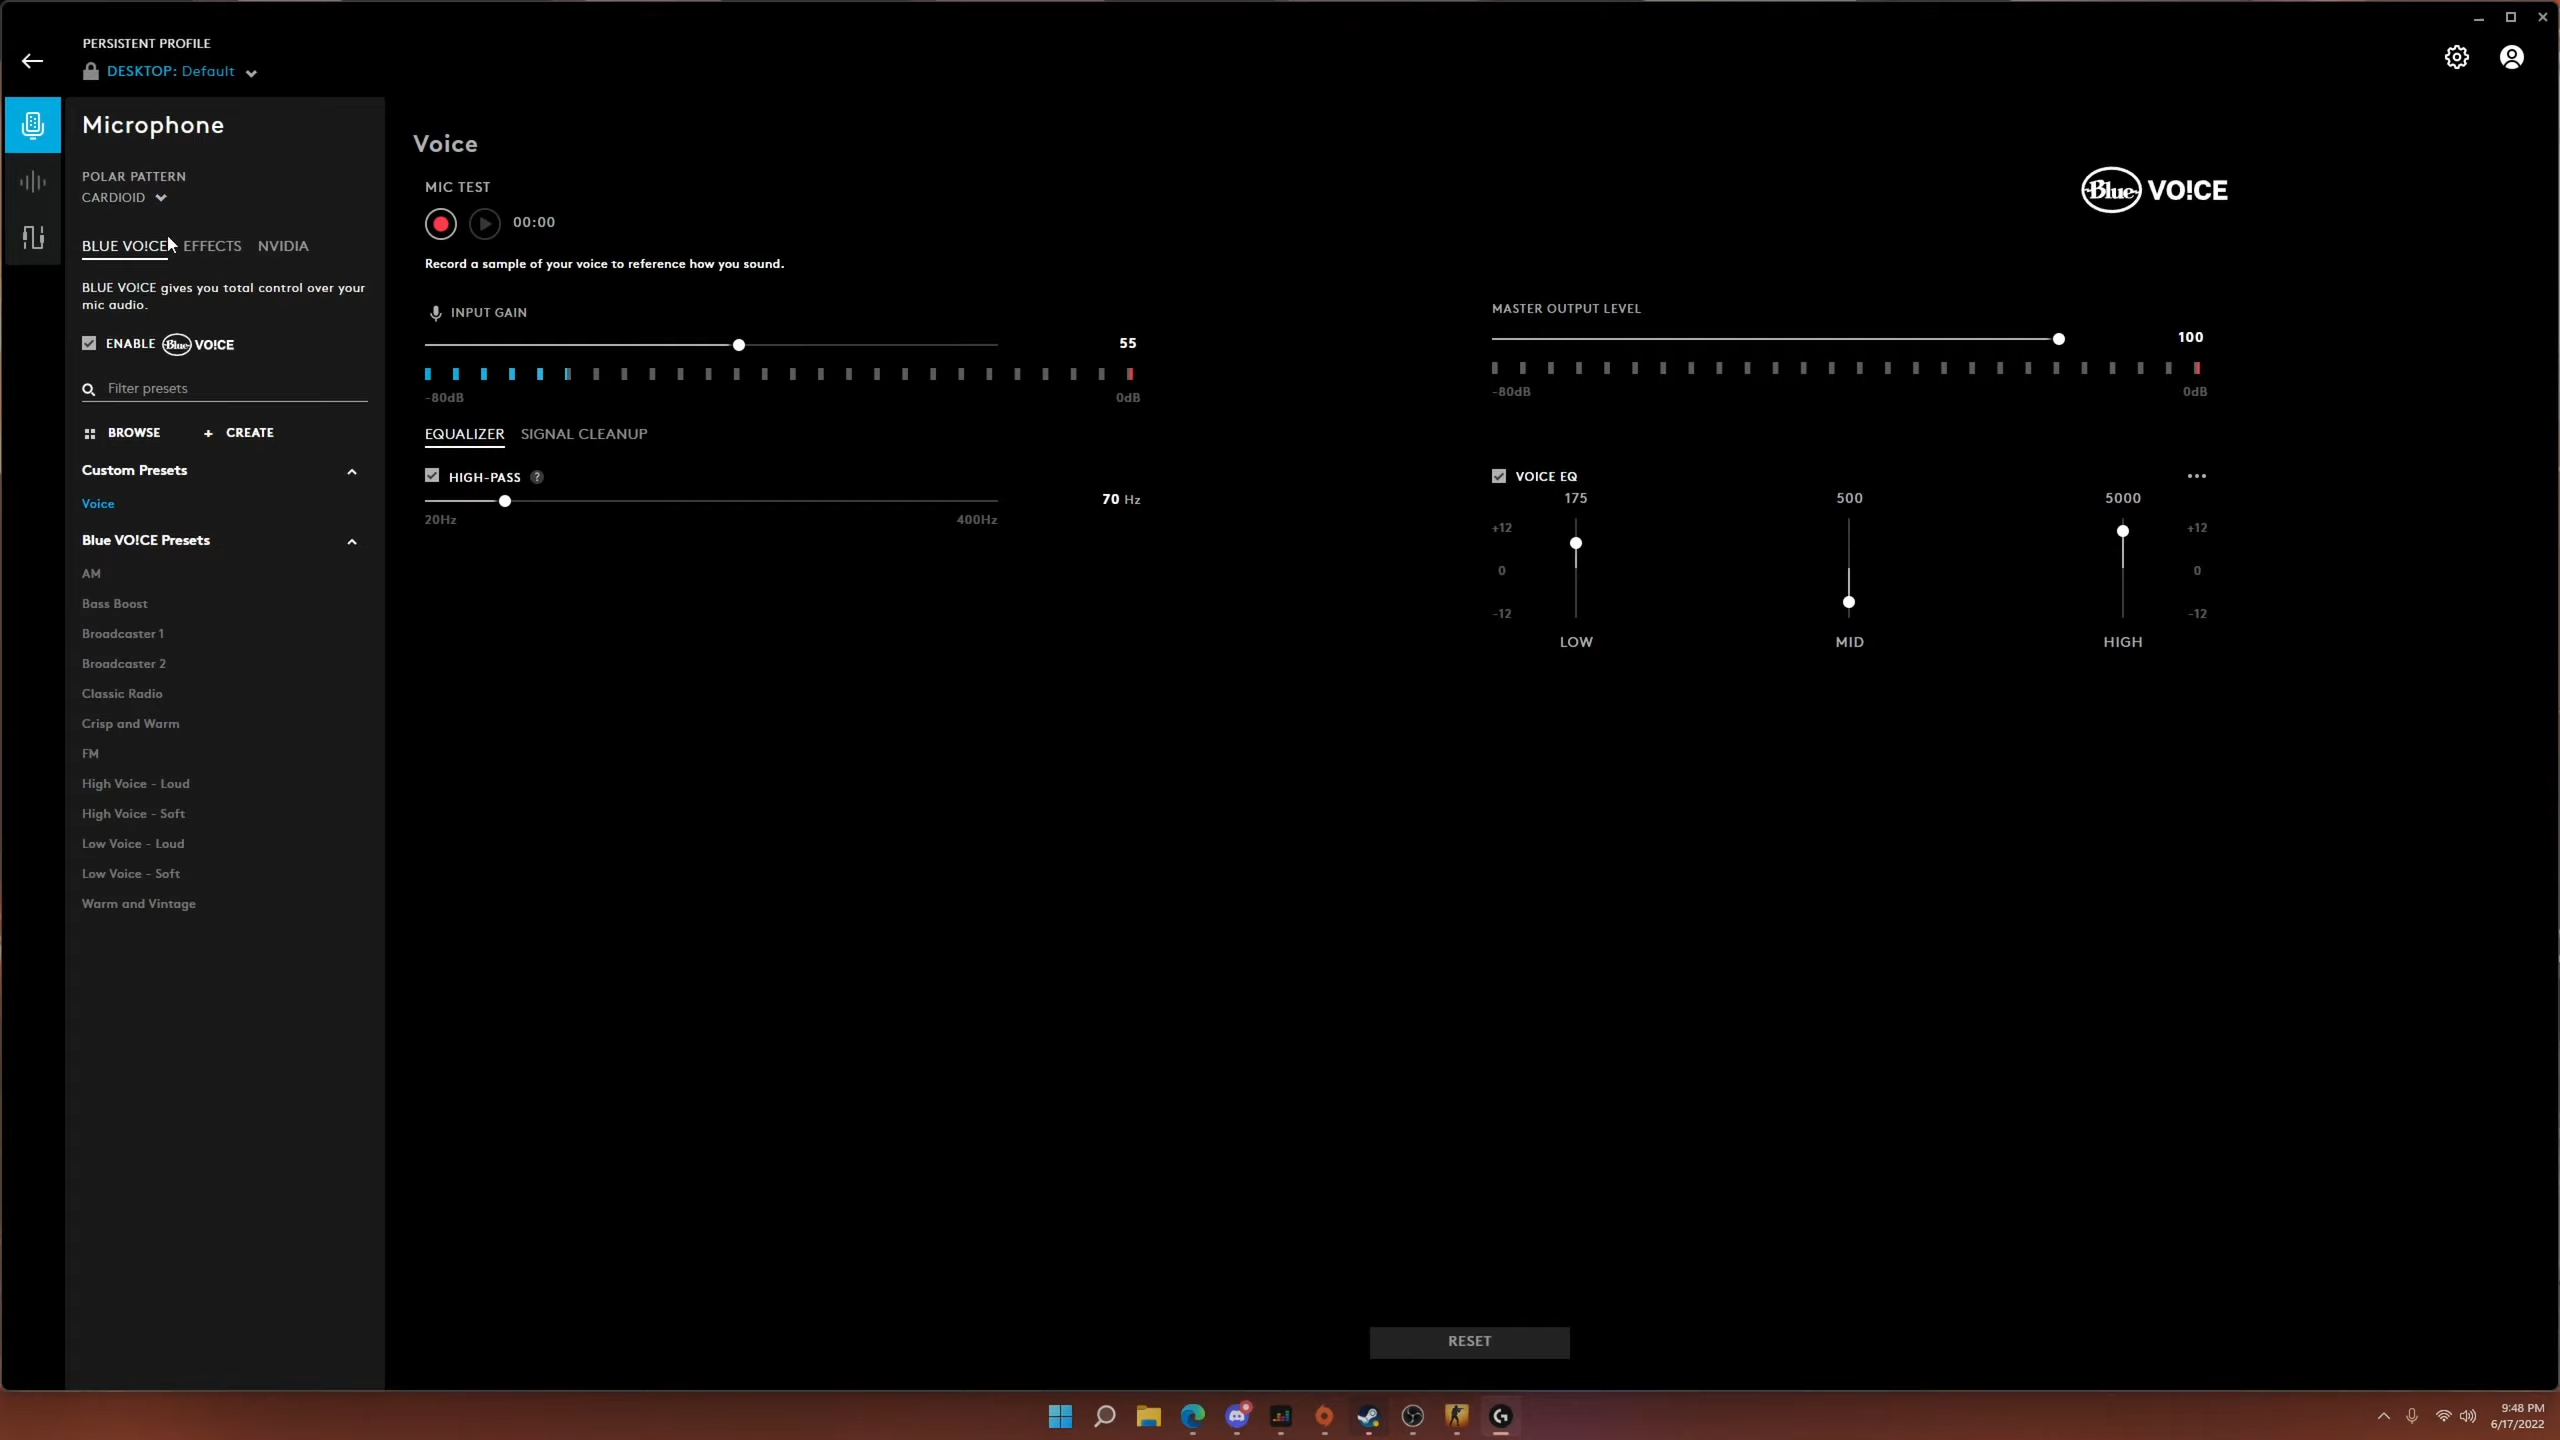 PERSISTENT PROFILE
DESKTOP: Default
Microphone
POLAR PATTERN
CARDIOID
BLUE VO!CE EFFECTS NVIDIA
BLUE VO!CE gives you total control over your
mic audio.
ENABLE Blue VO!CE
Filter presets
BROWSE + CREATE
Custom Presets
Voice
Blue VO!CE Presets
AM
Bass Boost
Broadcaster 1
Broadcaster 2
Classic Radio
Crisp and Warm
FM
High Voice - Loud
High Voice - Soft
Low Voice - Loud
Low Voice - Soft
Warm and Vintage
Voice
Blue VO!CE
MIC TEST
00:00
Record a sample of your voice to reference how you sound.
INPUT GAIN
55
-80dB 0dB
MASTER OUTPUT LEVEL
100
-80dB 0dB
EQUALIZER SIGNAL CLEANUP
HIGH-PASS ?
70 Hz
20Hz 400Hz
VOICE EQ
175 500 5000
+12 +12
0 0
-12 -12
LOW MID HIGH
RESET
9:48 PM
6/17/2022